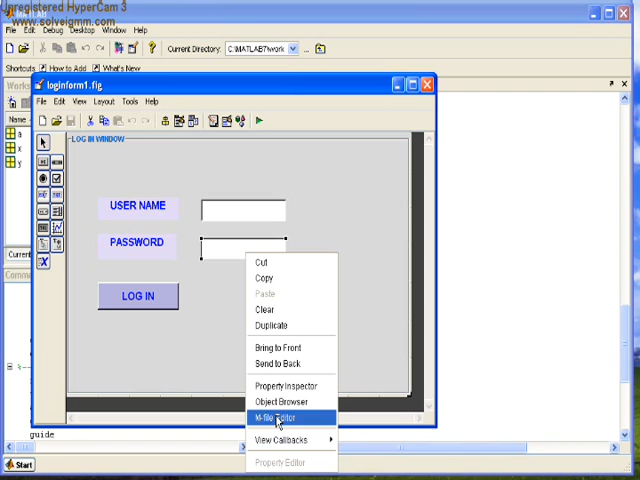 Unregistered HyperCam 3
www.solveigmm.com
File Edit Debug Desktop Window Help
Current Directory: C:\MATLAB7\work
Shortcuts How to Add What's New
loginform1.fig
File Edit View Layout Tools Help
Name
a
x
y
LOG IN WINDOW
USER NAME
PASSWORD
LOG IN
Cut
Copy
Paste
Clear
Duplicate
Bring to Front
Send to Back
Property Inspector
Object Browser
M-file Editor
View Callbacks
Property Editor
Current
guide
Start